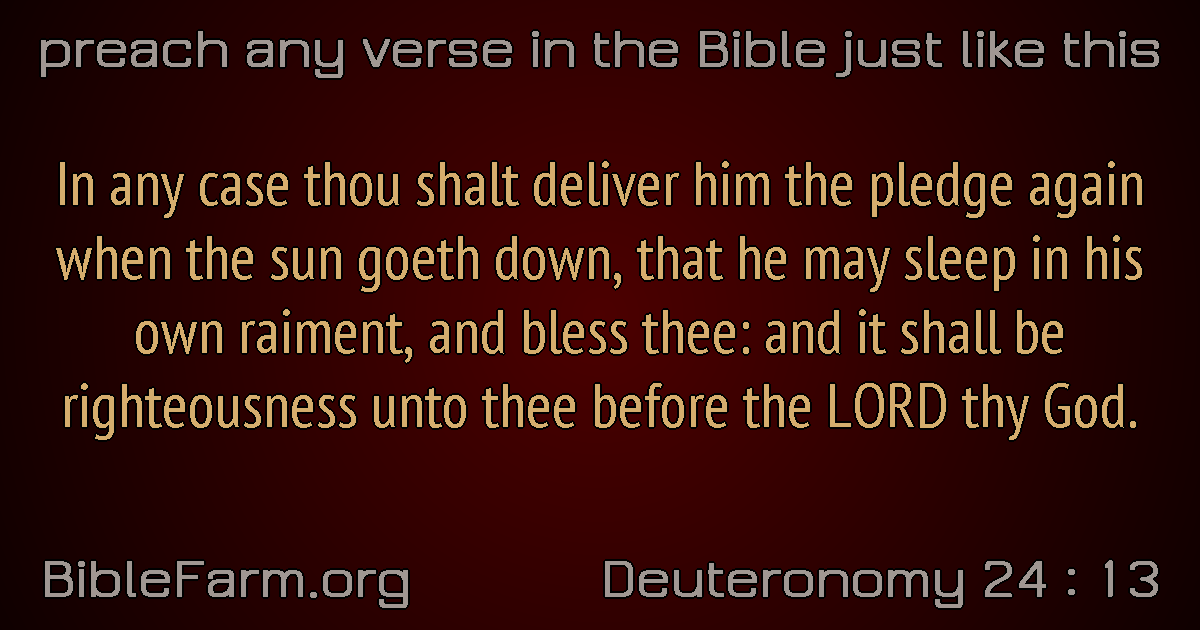 preach any verse in the Bible just like this
In any case thou shalt deliver him the pledge again
when the sun goeth down, that he may sleep in his
own raiment, and bless thee: and it shall be
righteousness unto thee before the LORD thy God.
BibleFarm.org
Deuteronomy 24 : 13